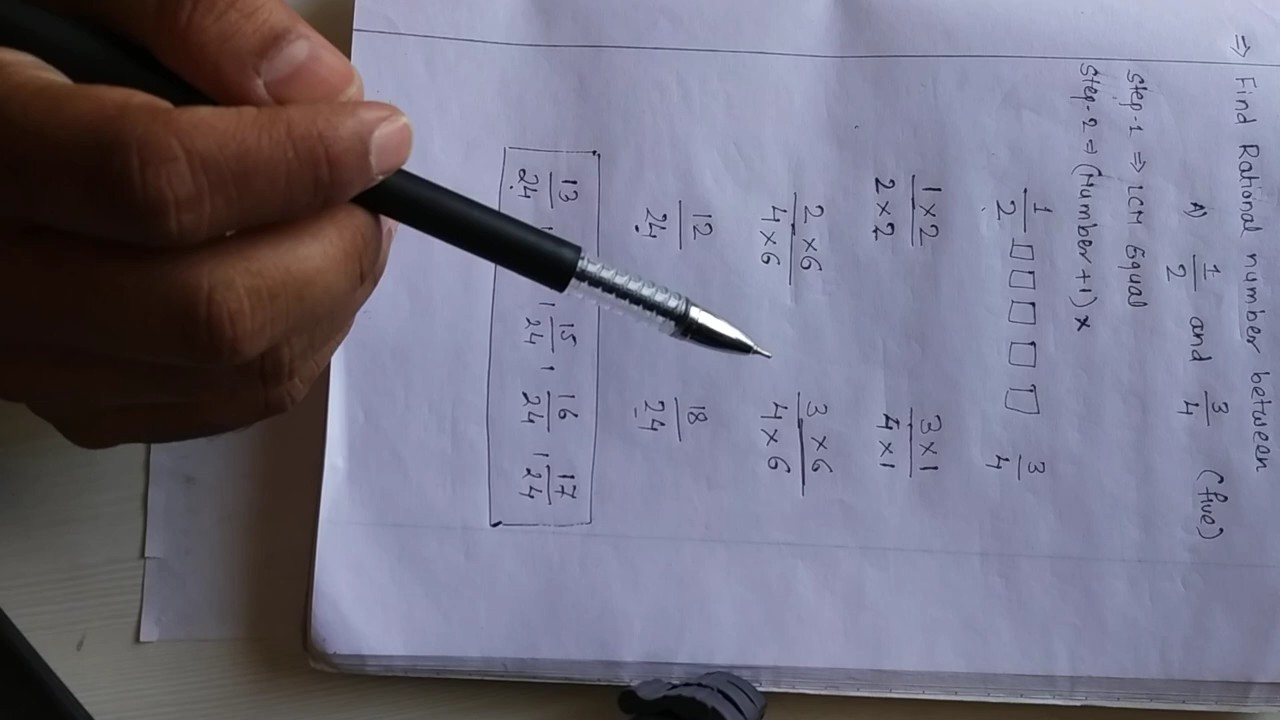 ⇒ Find Rational number between
A) 1/2 and 3/4 (five)
Step-1 ⇒ LCM Equal
Step-2 ⇒ (Number+1)×
1/2 □ □ □ □ □ 3/4
1×2/2×2 3×1/4×1
2×6/4×6 3×6/4×6
12/24 18/24
13/24 , , 15/24 , 16/24 , 17/24